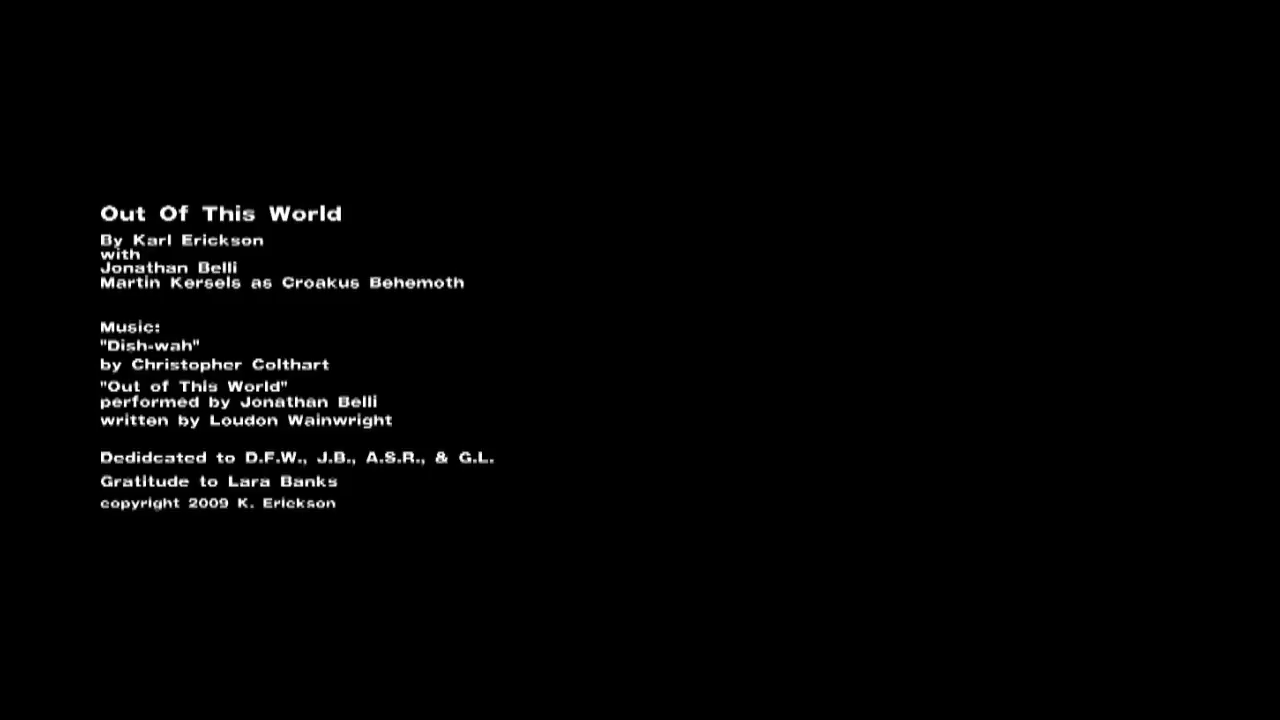 Out Of This World
By Karl Erickson
with
Jonathan Belli
Martin Kersels as Croakus Behemoth
Music:
"Dish-wah"
by Christopher Colthart
"Out of This World"
performed by Jonathan Belli
written by Loudon Wainwright
Dedidcated to D.F.W., J.B., A.S.R., & G.L.
Gratitude to Lara Banks
copyright 2009 K. Erickson